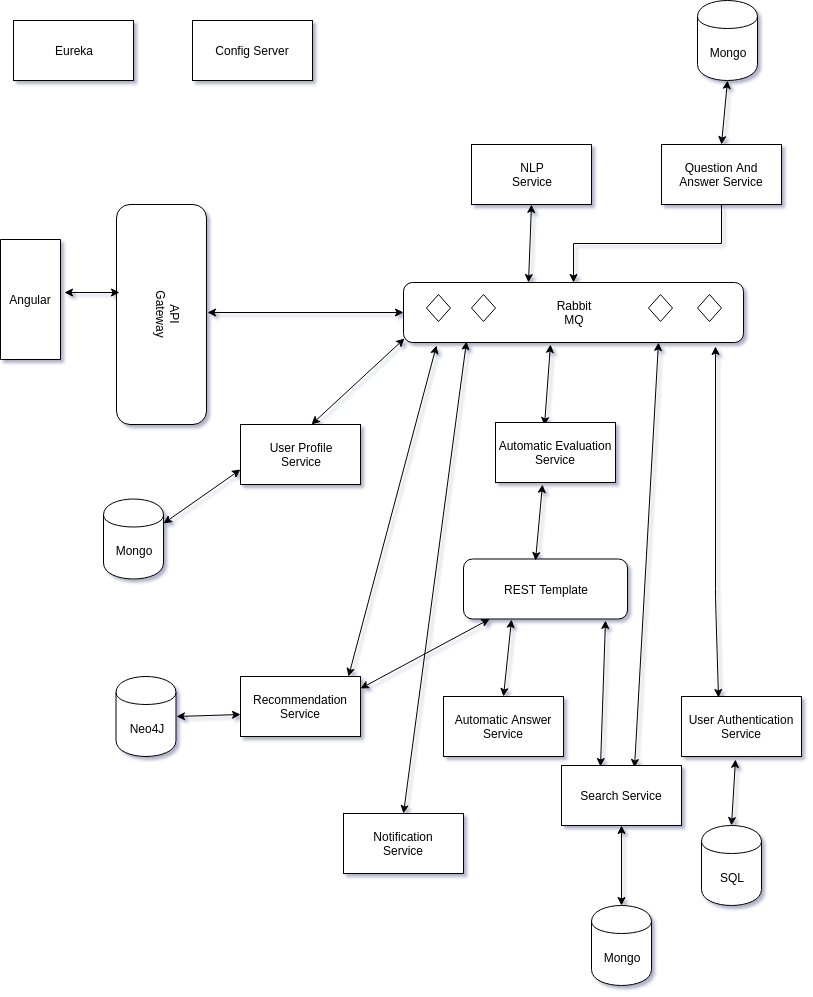 Eureka
Config Server
Mongo
NLP
Service
Question And
Answer Service
Angular
API
Gateway
Rabbit
MQ
User Profile
Service
Automatic Evaluation
Service
Mongo
REST Template
Recommendation
Service
Neo4J
Automatic Answer
Service
User Authentication
Service
Search Service
Notification
Service
SQL
Mongo